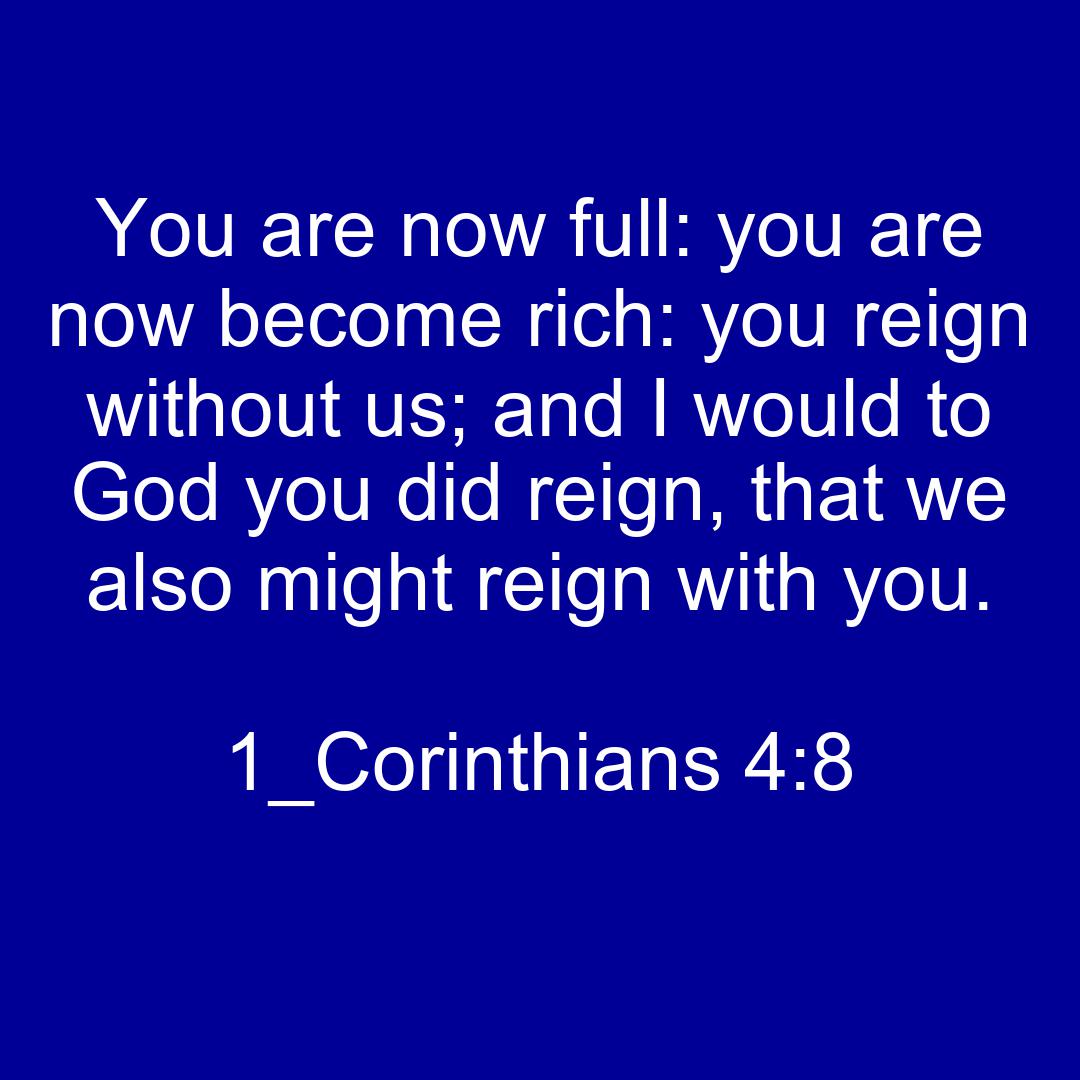 You are now full: you are
now become rich: you reign
without us; and I would to
God you did reign, that we
also might reign with you.
1_Corinthians 4:8